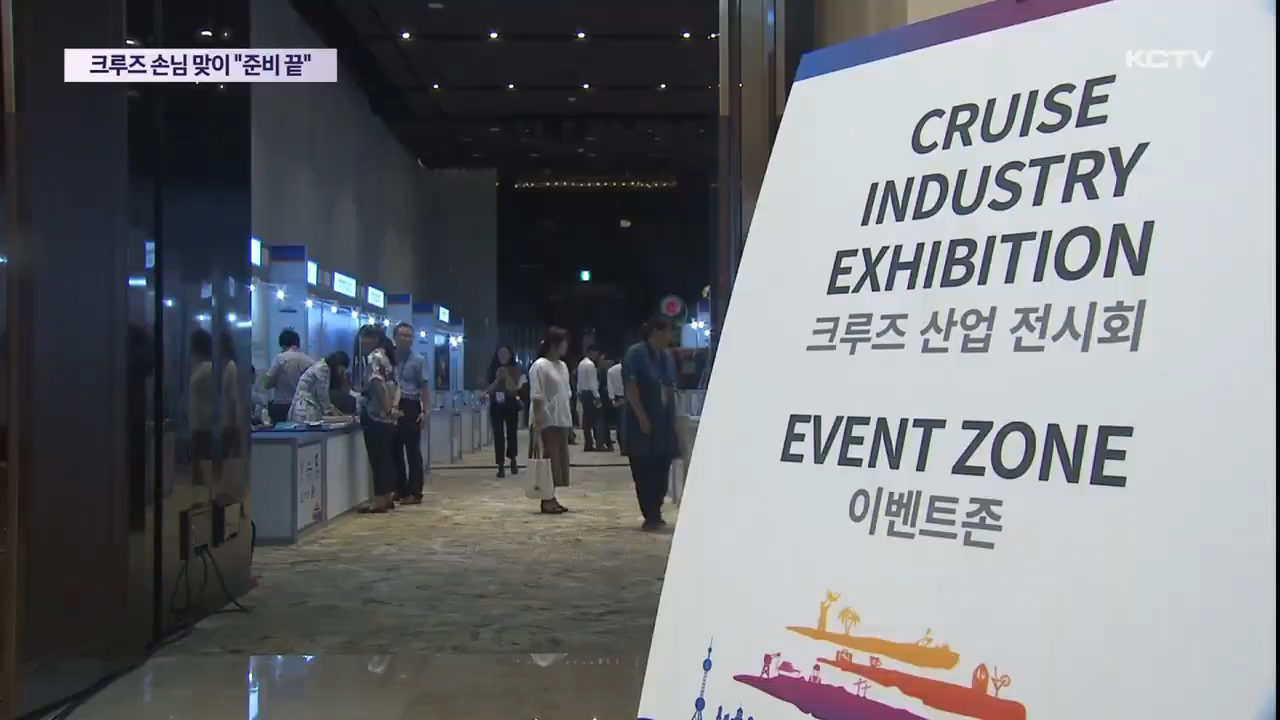 크루즈 손님 맞이 "준비 끝"
KCTV
CRUISE
INDUSTRY
EXHIBITION
크루즈 산업 전시회
EVENT ZONE
이벤트존